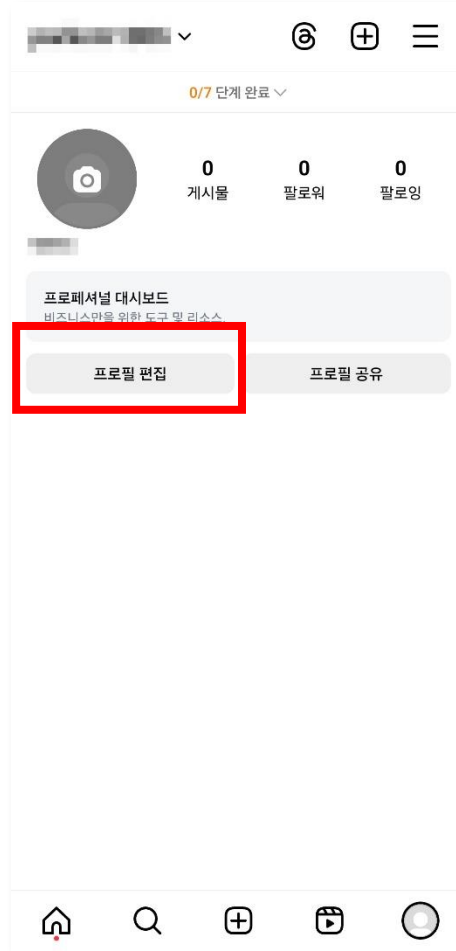 0/7 단계 완료
0 0 0
게시물 팔로워 팔로잉
프로페셔널 대시보드
비즈니스만을 위한 도구 및 리소스.
프로필 편집 프로필 공유